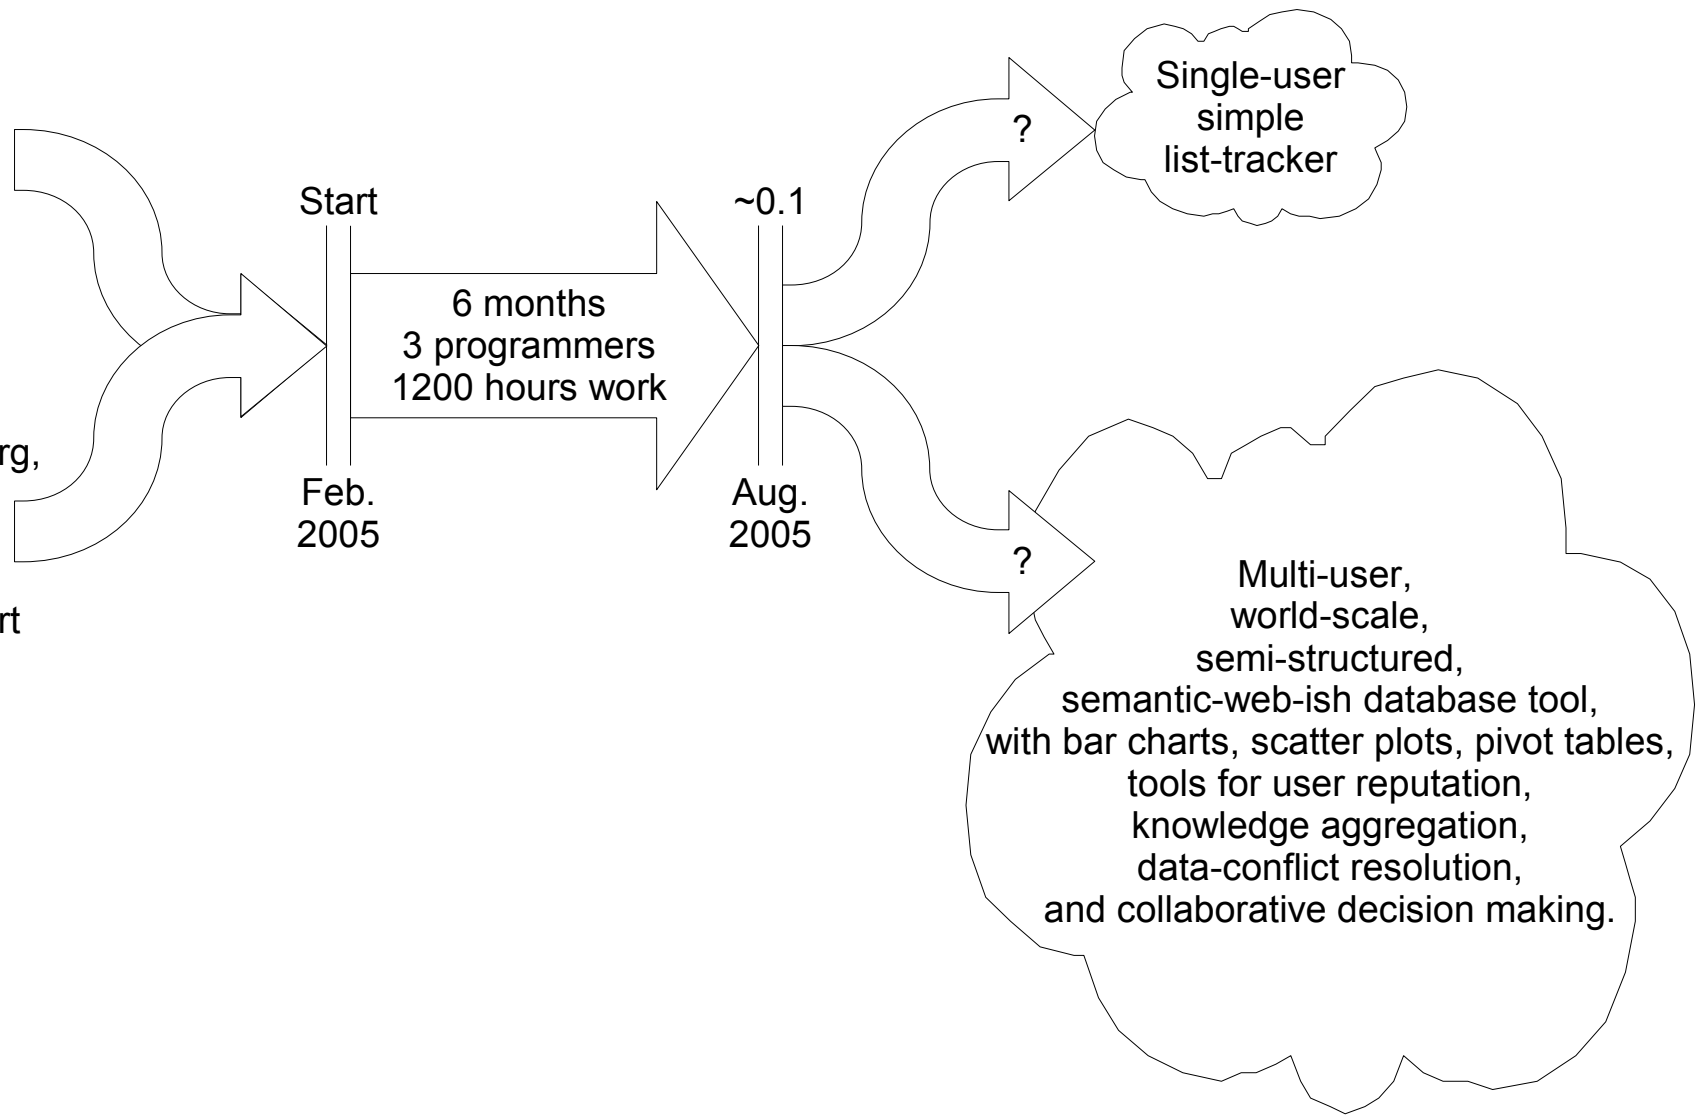 Single-user
simple
list-tracker
?
Start
~0.1
6 months
3 programmers
1200 hours work
rg,
Feb.
2005
Aug.
2005
?
rt
Multi-user,
world-scale,
semi-structured,
semantic-web-ish database tool,
with bar charts, scatter plots, pivot tables,
tools for user reputation,
knowledge aggregation,
data-conflict resolution,
and collaborative decision making.